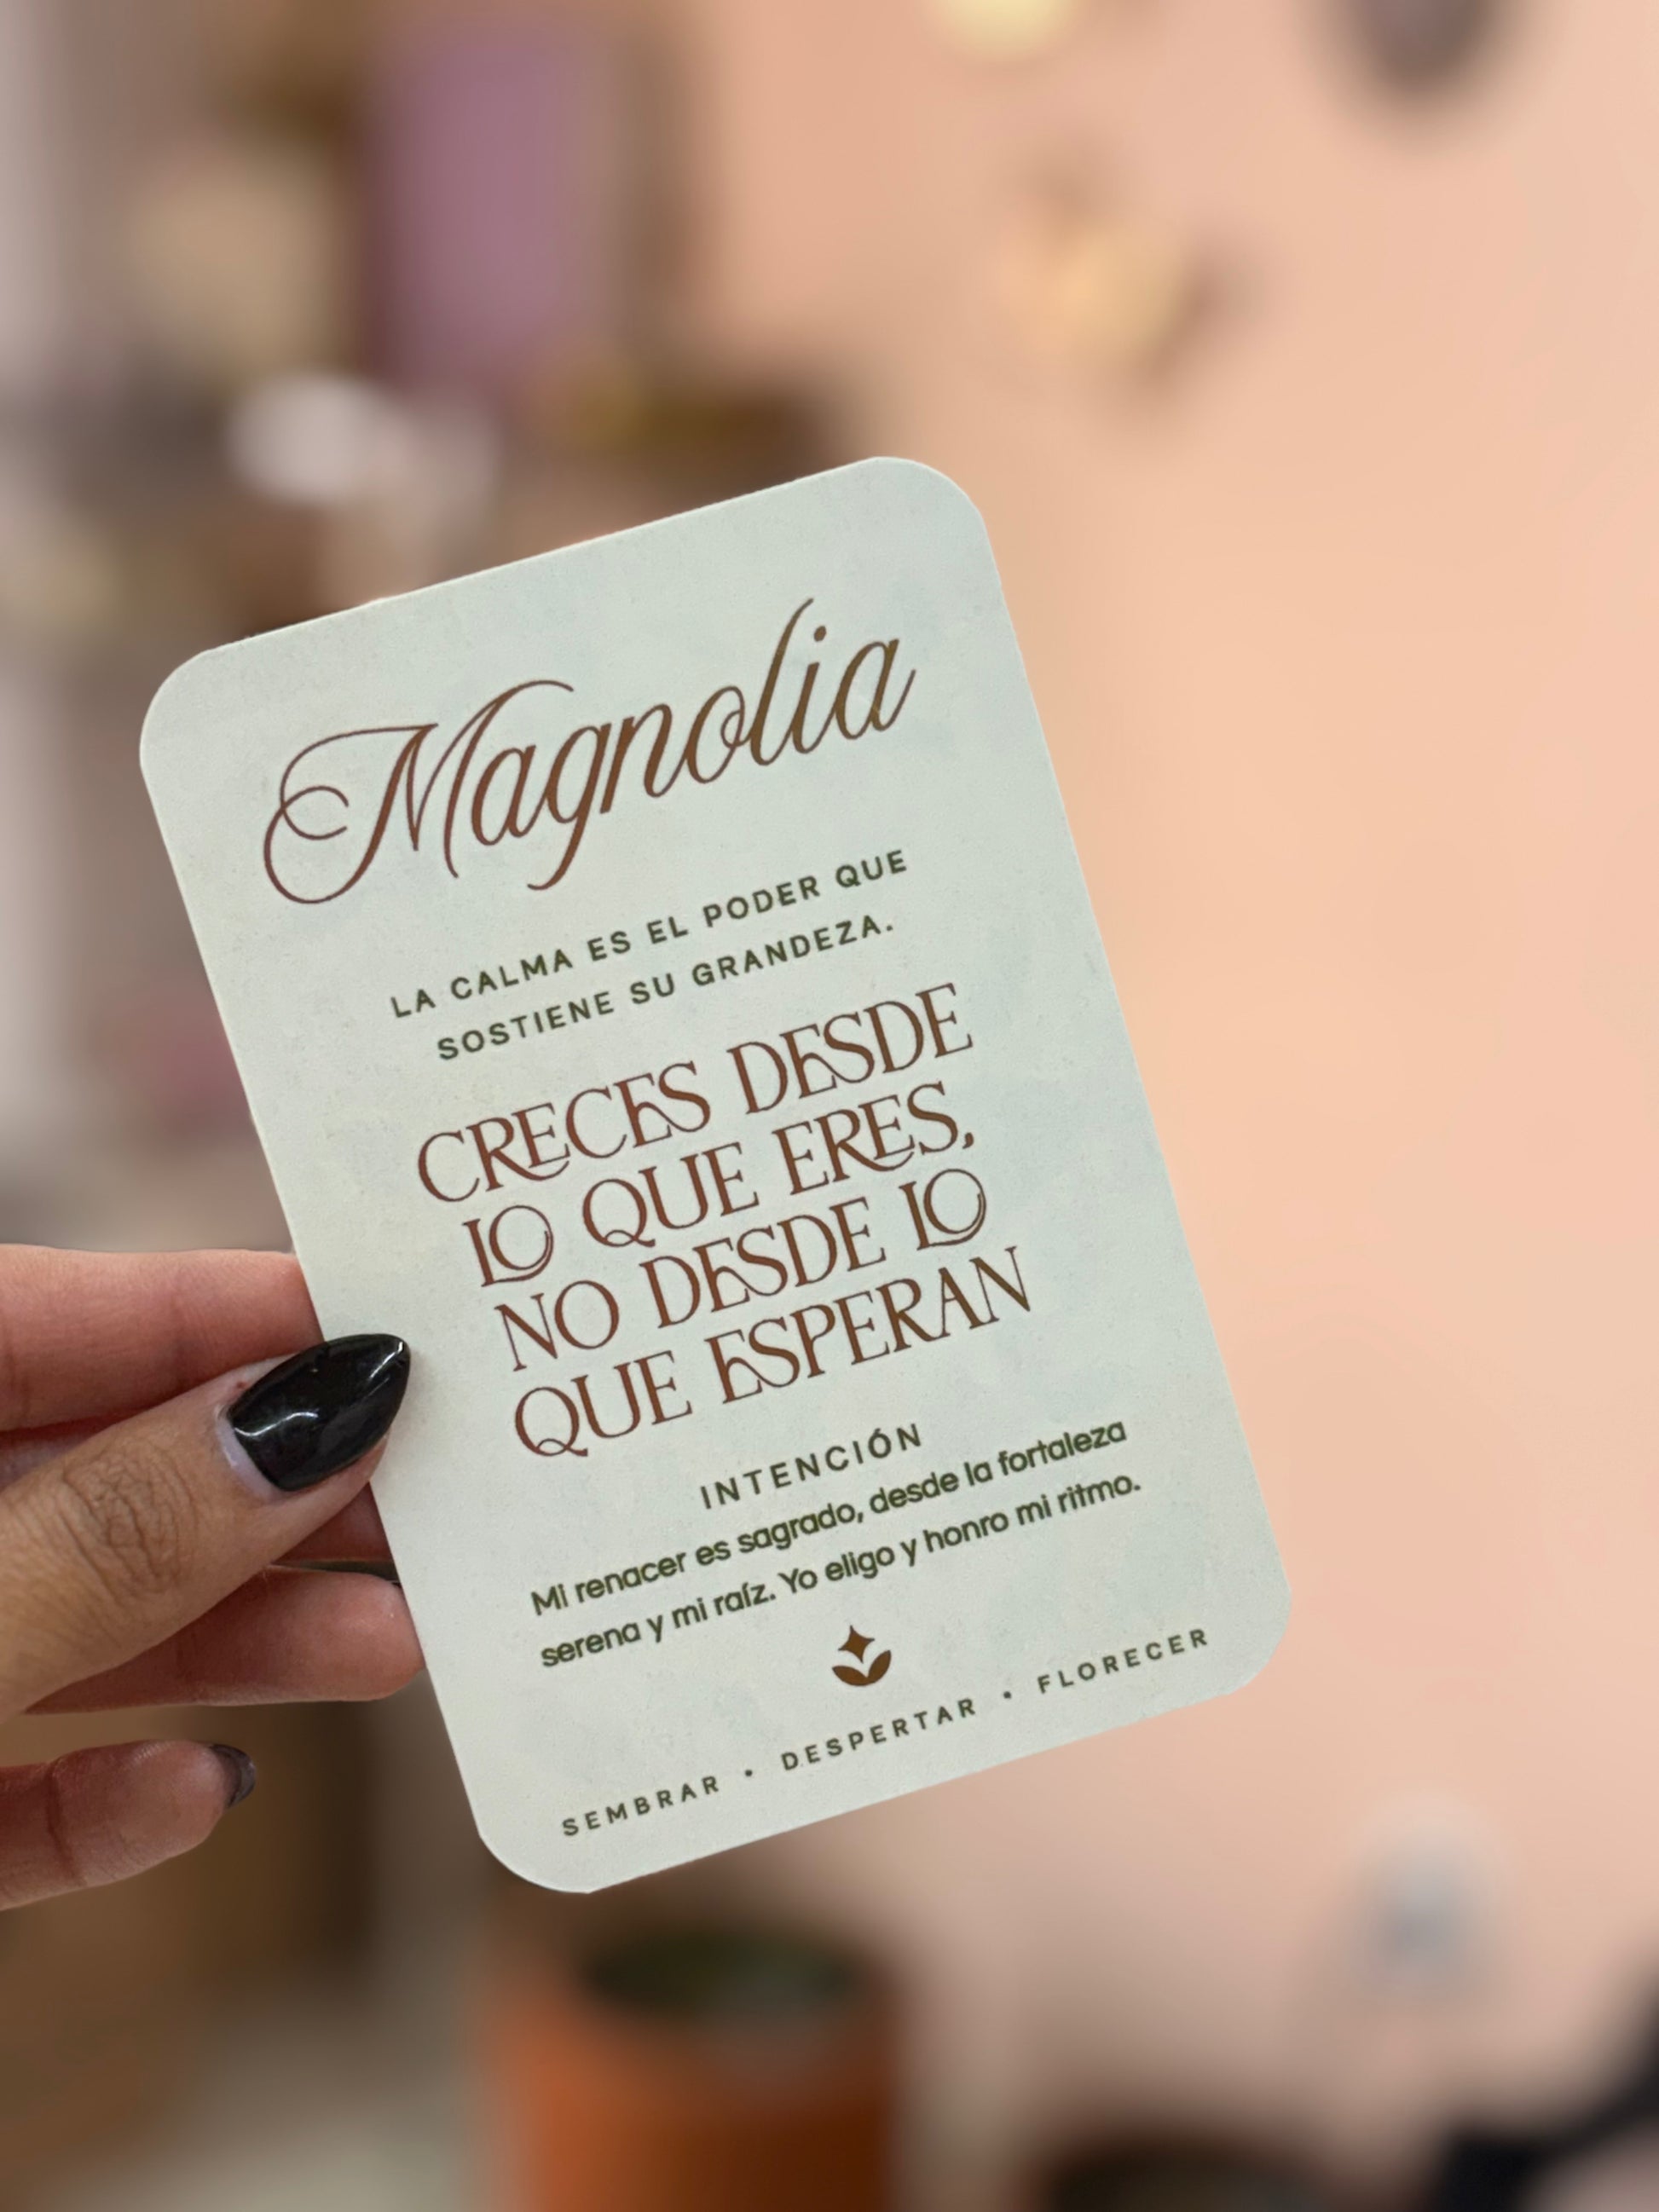 Magnolia
LA CALMA ES EL PODER QUE
SOSTIENE SU GRANDEZA.
CRECES DESDE
LO QUE ERES,
NO DESDE LO
QUE ESPERAN
INTENCIÓN
Mi renacer es sagrado, desde la fortaleza
serena y mi raíz. Yo eligo y honro mi ritmo.
SEMBRAR • DESPERTAR • FLORECER